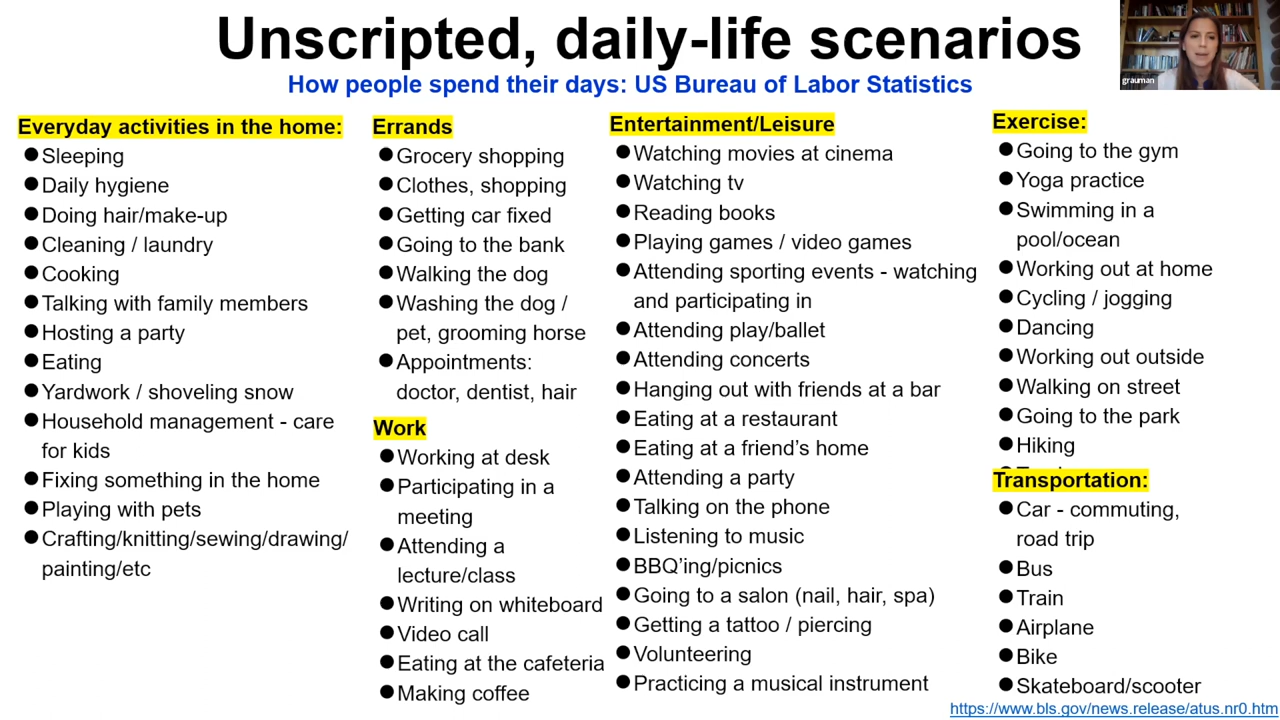 Unscripted, daily-life scenarios
How people spend their days: US Bureau of Labor Statistics
grauman
Everyday activities in the home:
●Sleeping
●Daily hygiene
●Doing hair/make-up
●Cleaning / laundry
●Cooking
●Talking with family members
●Hosting a party
●Eating
●Yardwork / shoveling snow
●Household management - care
for kids
●Fixing something in the home
●Playing with pets
●Crafting/knitting/sewing/drawing/
painting/etc
Errands
●Grocery shopping
●Clothes, shopping
●Getting car fixed
●Going to the bank
●Walking the dog
●Washing the dog /
pet, grooming horse
●Appointments:
doctor, dentist, hair
Work
●Working at desk
●Participating in a
meeting
●Attending a
lecture/class
●Writing on whiteboard
●Video call
●Eating at the cafeteria
●Making coffee
Entertainment/Leisure
●Watching movies at cinema
●Watching tv
●Reading books
●Playing games / video games
●Attending sporting events - watching
and participating in
●Attending play/ballet
●Attending concerts
●Hanging out with friends at a bar
●Eating at a restaurant
●Eating at a friend's home
●Attending a party
●Talking on the phone
●Listening to music
●BBQ'ing/picnics
●Going to a salon (nail, hair, spa)
●Getting a tattoo / piercing
●Volunteering
●Practicing a musical instrument
Exercise:
●Going to the gym
●Yoga practice
●Swimming in a
pool/ocean
●Working out at home
●Cycling / jogging
●Dancing
●Working out outside
●Walking on street
●Going to the park
●Hiking
Transportation:
●Car - commuting,
road trip
●Bus
●Train
●Airplane
●Bike
●Skateboard/scooter
https://www.bls.gov/news.release/atus.nr0.htm